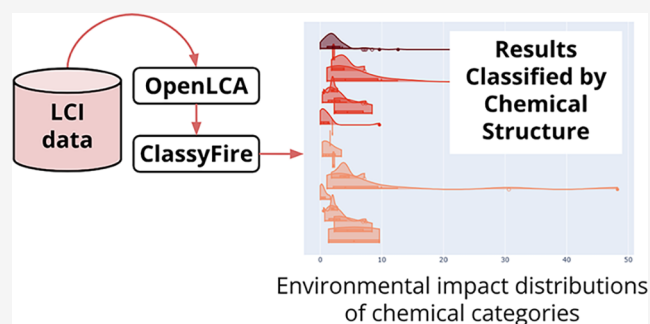 LCI
data
OpenLCA
ClassyFire
Results
Classified by
Chemical
Structure
0 10 20 30 40 50
Environmental impact distributions
of chemical categories